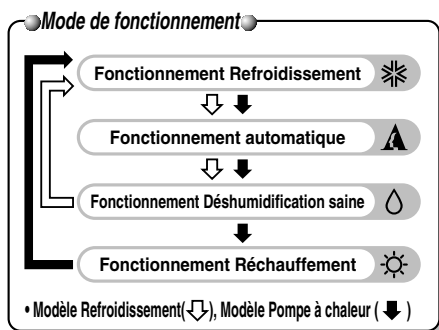 Mode de fonctionnement
Fonctionnement Refroidissement
Fonctionnement automatique
Fonctionnement Déshumidification saine
Fonctionnement Réchauffement
• Modèle Refroidissement(⇩), Modèle Pompe à chaleur (⬇)